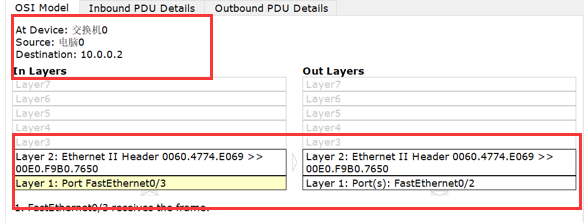 OSI Model
Inbound PDU Details
Outbound PDU Details
At Device: 交换机0
Source: 电脑0
Destination: 10.0.0.2
In Layers
Layer7
Layer6
Layer5
Layer4
Layer3
Layer 2: Ethernet II Header 0060.4774.E069 >>
00E0.F9B0.7650
Layer 1: Port FastEthernet0/3
Out Layers
Layer7
Layer6
Layer5
Layer4
Layer3
Layer 2: Ethernet II Header 0060.4774.E069 >>
00E0.F9B0.7650
Layer 1: Port(s): FastEthernet0/2
1. FastEthernet0/3 receives the frame.